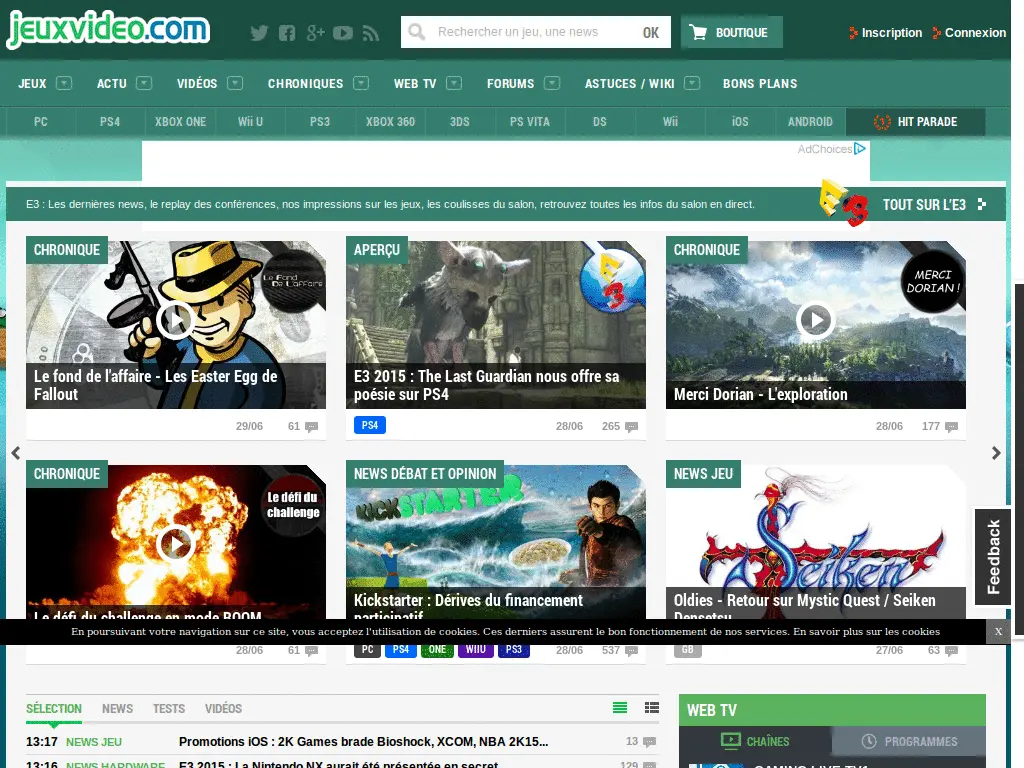 jeuxvideo.com
Rechercher un jeu, une news
OK
BOUTIQUE
Inscription
Connexion
JEUX
ACTU
VIDÉOS
CHRONIQUES
WEB TV
FORUMS
ASTUCES / WIKI
BONS PLANS
PC
PS4
XBOX ONE
Wii U
PS3
XBOX 360
3DS
PS VITA
DS
Wii
iOS
ANDROID
HIT PARADE
AdChoices
E3 : Les dernières news, le replay des conférences, nos impressions sur les jeux, les coulisses du salon, retrouvez toutes les infos du salon en direct.
E3
TOUT SUR L'E3
CHRONIQUE
Le Fond
De L'affaire
Le fond de l'affaire - Les Easter Egg de
Fallout
29/06
61
APERÇU
E3
E3 2015 : The Last Guardian nous offre sa
poésie sur PS4
PS4
28/06
265
CHRONIQUE
MERCI
DORIAN !
Merci Dorian - L'exploration
28/06
177
CHRONIQUE
Le défi du
challenge
Le défi du challenge en mode BOOM
28/06
61
NEWS DÉBAT ET OPINION
KICKSTARTER
Kickstarter : Dérives du financement
participatif
PC
PS4
ONE
WIIU
PS3
28/06
537
NEWS JEU
Seiken
Oldies - Retour sur Mystic Quest / Seiken
Densetsu
GB
27/06
63
Feedback
En poursuivant votre navigation sur ce site, vous acceptez l'utilisation de cookies. Ces derniers assurent le bon fonctionnement de nos services. En savoir plus sur les cookies
X
SÉLECTION
NEWS
TESTS
VIDÉOS
13:17
NEWS JEU
Promotions iOS : 2K Games brade Bioshock, XCOM, NBA 2K15...
13
13:16
NEWS HARDWARE
E3 2015 : La Nintendo NX aurait été présentée en secret
129
WEB TV
CHAÎNES
PROGRAMMES
GAMING LIVE TV1